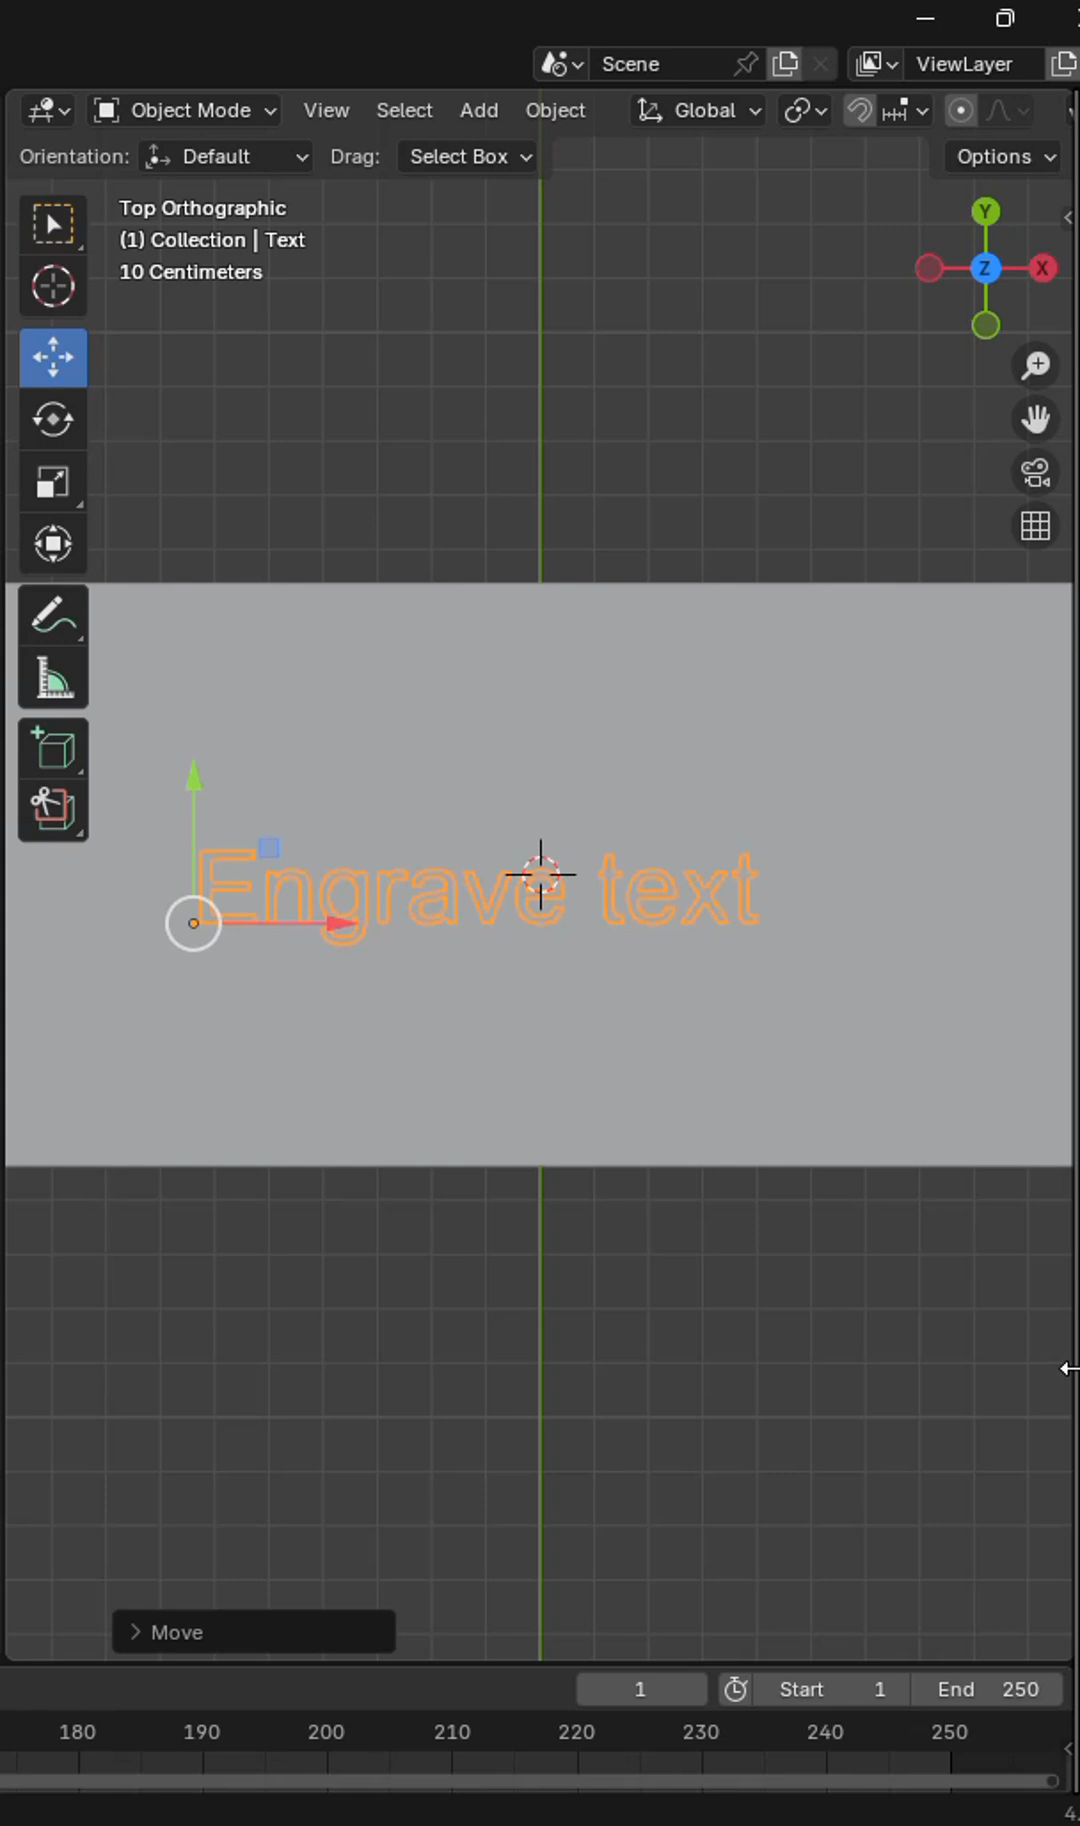 Scene
ViewLayer
Object Mode
View
Select
Add
Object
Global
Orientation:
Default
Drag:
Select Box
Options
Top Orthographic
(1) Collection | Text
10 Centimeters
Y
Z
X
Engrave text
Move
1
Start 1
End 250
180 190 200 210 220 230 240 250
4.